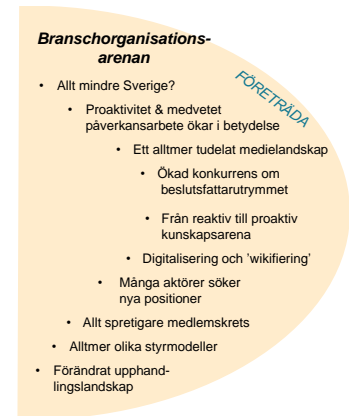 Branschorganisations-
arenan
FÖRETRÄDA
• Allt mindre Sverige?
• Proaktivitet & medvetet
påverkansarbete ökar i betydelse
• Ett alltmer tudelat medielandskap
• Ökad konkurrens om
beslutsfattarutrymmet
• Från reaktiv till proaktiv
kunskapsarena
• Digitalisering och 'wikifiering'
• Många aktörer söker
nya positioner
• Allt spretigare medlemskrets
• Alltmer olika styrmodeller
• Förändrat upphand-
lingslandskap